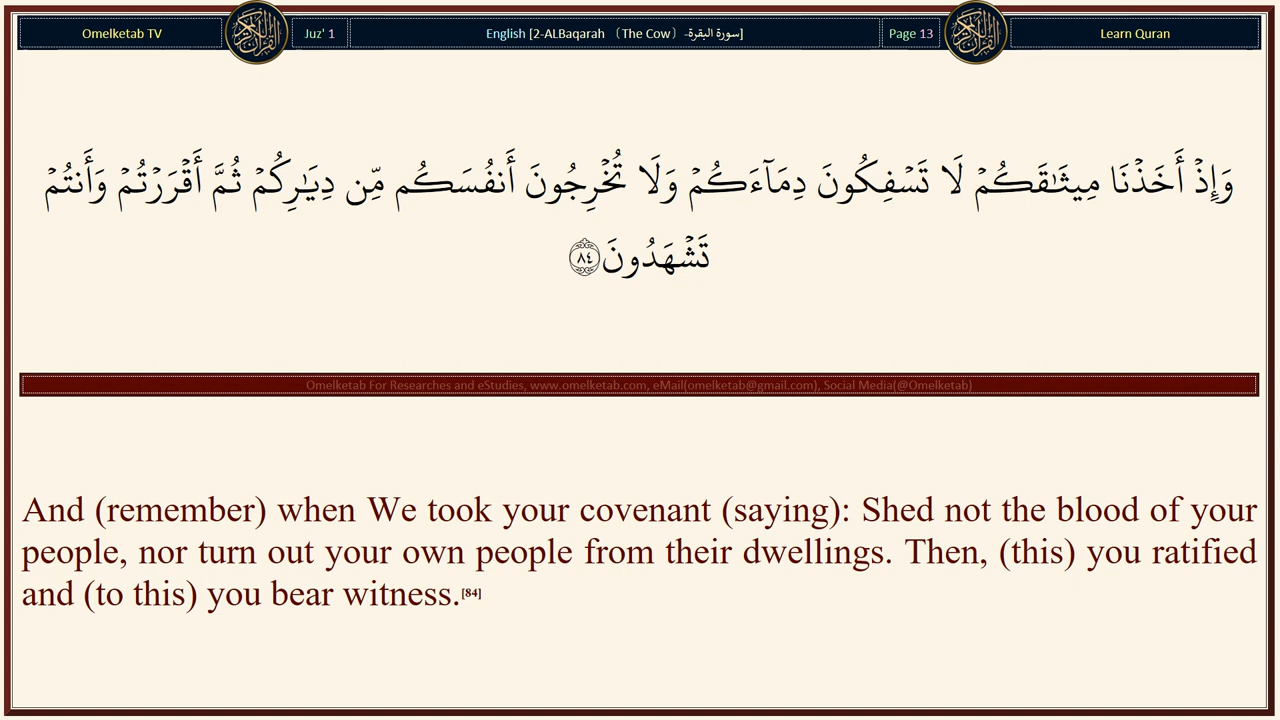 Omelketab TV
Juz' 1
English [2-ALBaqarah （The Cow） -سورة البقرة]
Page 13
Learn Quran
وَإِذۡ أَخَذۡنَا مِيثَٰقَكُمۡ لَا تَسۡفِكُونَ دِمَآءَكُمۡ وَلَا تُخۡرِجُونَ أَنفُسَكُم مِّن دِيَٰرِكُمۡ ثُمَّ أَقۡرَرۡتُمۡ وَأَنتُمۡ
تَشۡهَدُونَ ٨٤
Omelketab For Researches and eStudies, www.omelketab.com, eMail(omelketab@gmail.com), Social Media(@Omelketab)
And (remember) when We took your covenant (saying): Shed not the blood of your
people, nor turn out your own people from their dwellings. Then, (this) you ratified
and (to this) you bear witness.[84]